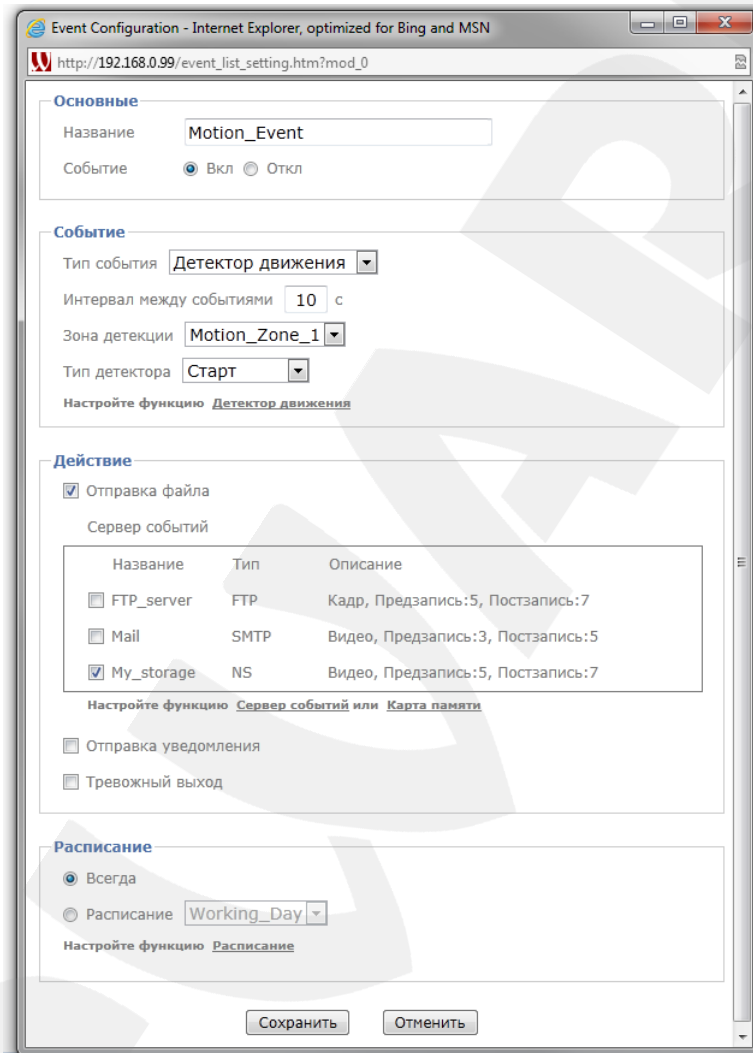 Event Configuration - Internet Explorer, optimized for Bing and MSN
http://192.168.0.99/event_list_setting.htm?mod_0
Основные
Название Motion_Event
Событие Вкл Откл
Событие
Тип события Детектор движения
Интервал между событиями 10 с
Зона детекции Motion_Zone_1
Тип детектора Старт
Настройте функцию Детектор движения
Действие
Отправка файла
Сервер событий
Название Тип Описание
FTP_server FTP Кадр, Предзапись:5, Постзапись:7
Mail SMTP Видео, Предзапись:3, Постзапись:5
My_storage NS Видео, Предзапись:5, Постзапись:7
Настройте функцию Сервер событий или Карта памяти
Отправка уведомления
Тревожный выход
Расписание
Всегда
Расписание Working_Day
Настройте функцию Расписание
Сохранить Отменить